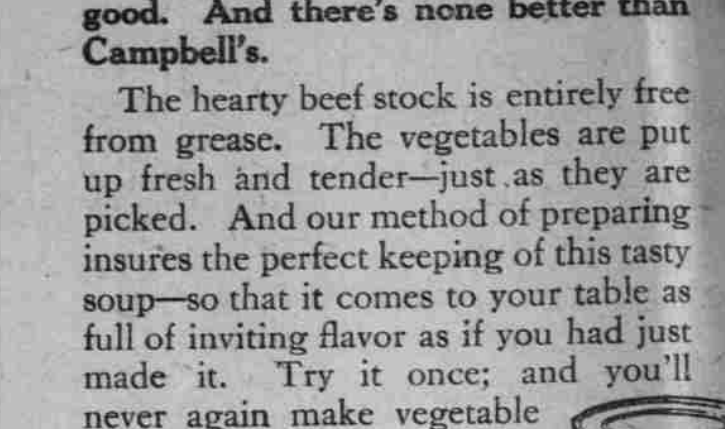 good. And there's none better than
Campbell's.
The hearty beef stock is entirely free
from grease. The vegetables are put
up fresh and tender—just as they are
picked. And our method of preparing
insures the perfect keeping of this tasty
soup—so that it comes to your table as
full of inviting flavor as if you had just
made it. Try it once; and you'll
never again make vegetable